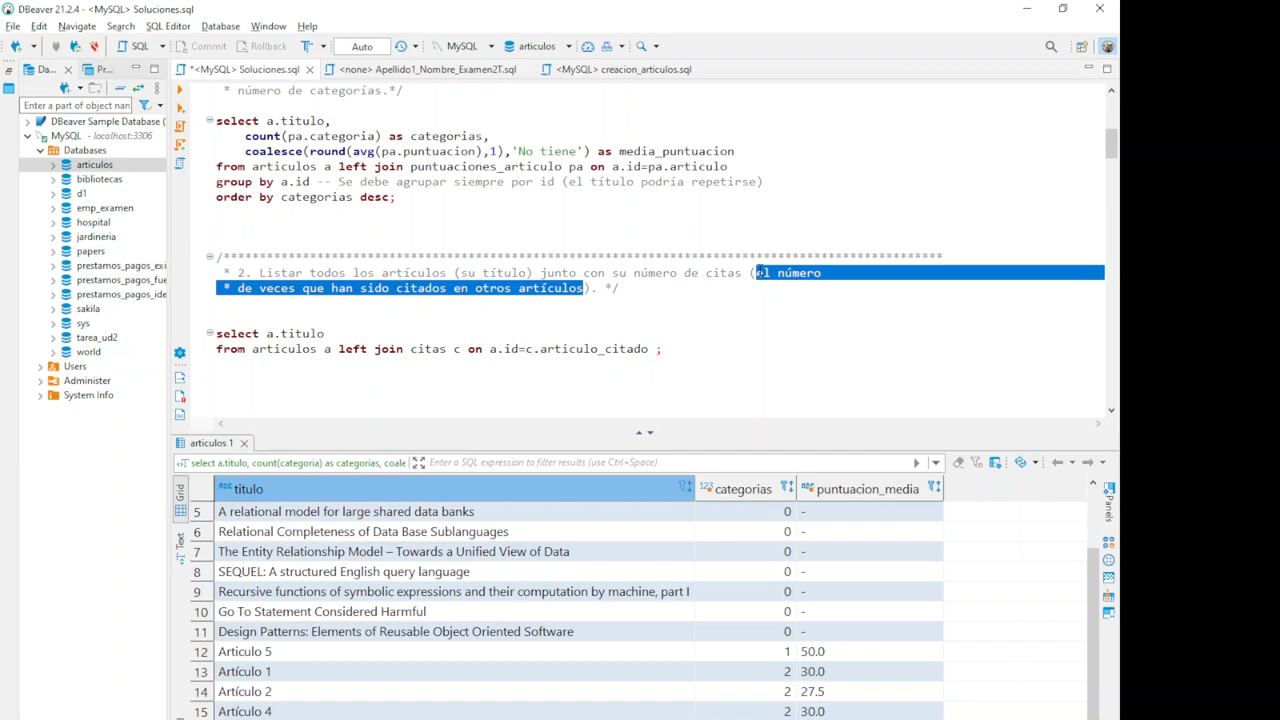 DBeaver 21.2.4 - <MySQL> Soluciones.sql
File Edit Navigate Search SQL Editor Database Window Help
SQL Commit Rollback Auto MySQL articulos
Da... Pr... *<MySQL> Soluciones.sql <none> Apellido1_Nombre_Examen2T.sql <MySQL> creacion_articulos.sql
Enter a part of object nan
DBeaver Sample Database (
MySQL - localhost:3306
Databases
articulos
bibliotecas
d1
emp_examen
hospital
jardineria
papers
prestamos_pagos_exi
prestamos_pagos_fue
prestamos_pagos_ide
sakila
sys
tarea_ud2
world
Users
Administer
System Info
* número de categorías.*/
select a.titulo,
count(pa.categoria) as categorias,
coalesce(round(avg(pa.puntuacion),1),'No tiene') as media_puntuacion
from articulos a left join puntuaciones_articulo pa on a.id=pa.articulo
group by a.id -- Se debe agrupar siempre por id (el título podría repetirse)
order by categorias desc;
/****************************************************************************************************
* 2. Listar todos los artículos (su título) junto con su número de citas (el número
* de veces que han sido citados en otros artículos). */
select a.titulo
from articulos a left join citas c on a.id=c.articulo_citado ;
articulos 1
select a.titulo, count(categoria) as categorias, coale Enter a SQL expression to filter results (use Ctrl+Space)
Grid
Text
Panels
titulo categorias puntuacion_media
5 A relational model for large shared data banks 0 -
6 Relational Completeness of Data Base Sublanguages 0 -
7 The Entity Relationship Model – Towards a Unified View of Data 0 -
8 SEQUEL: A structured English query language 0 -
9 Recursive functions of symbolic expressions and their computation by machine, part I 0 -
10 Go To Statement Considered Harmful 0 -
11 Design Patterns: Elements of Reusable Object Oriented Software 0 -
12 Articulo 5 1 50.0
13 Artículo 1 2 30.0
14 Artículo 2 2 27.5
15 Artículo 4 2 30.0